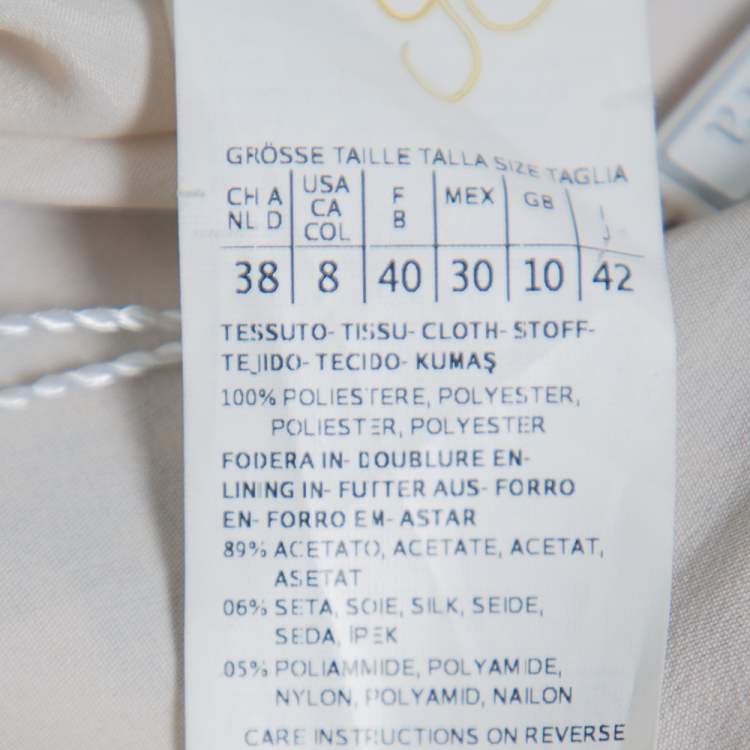 GRÖSSE TAILLE TALLA SIZE TAGLIA
CH A USA F MEX GB I
NL D CA B J
COL
38 8 40 30 10 42
TESSUTO- TISSU- CLOTH- STOFF-
TEJIDO- TECIDO- KUMAŞ
100% POLIESTERE, POLYESTER,
POLIESTER, POLYESTER
FODERA IN- DOUBLURE EN-
LINING IN- FUTTER AUS- FORRO
EN- FORRO EM- ASTAR
89% ACETATO, ACETATE, ACETAT,
ASETAT
06% SETA, SOIE, SILK, SEIDE,
SEDA, İPEK
05% POLIAMMIDE, POLYAMIDE,
NYLON, POLYAMID, NAILON
CARE INSTRUCTIONS ON REVERSE